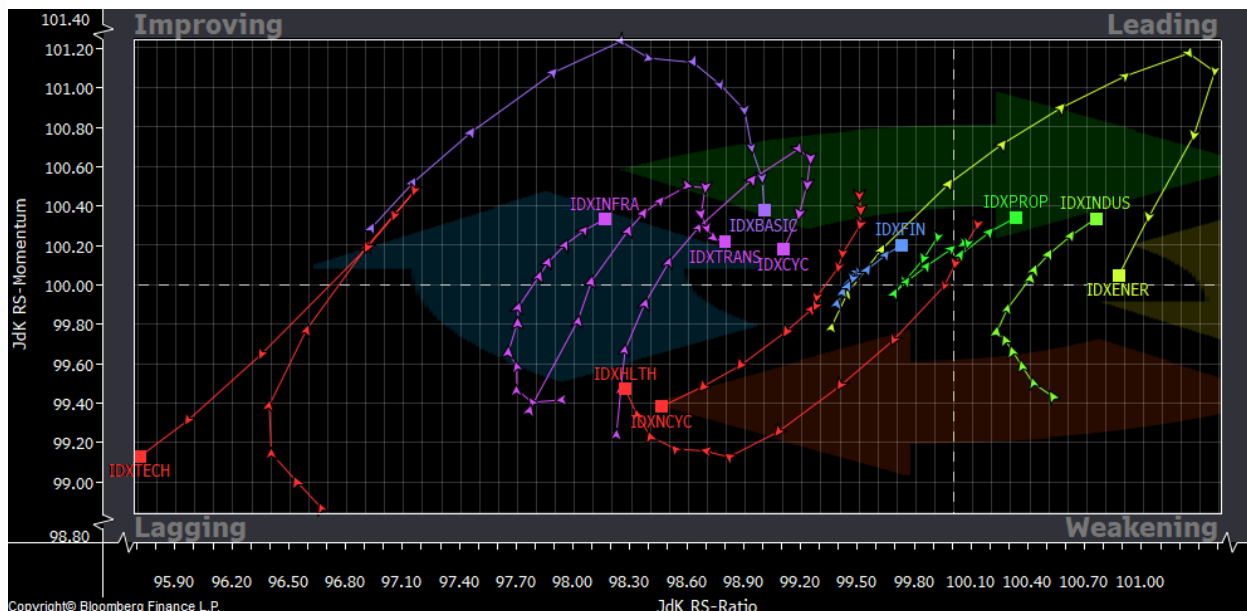 101.40
Improving
Leading
101.20
101.00
100.80
100.60
100.40
IDXINFRA
IDXPROP
IDXINDUS
IDXBASIC
IDXFIN
100.20
IDXTRANS
IDXCYC
IDXENER
100.00
JdK RS-Momentum
99.80
99.60
IDXHLTH
99.40
IDXNCYC
99.20
IDXTECH
99.00
98.80
Lagging
Weakening
95.90 96.20 96.50 96.80 97.10 97.40 97.70 98.00 98.30 98.60 98.90 99.20 99.50 99.80 100.10 100.40 100.70 101.00
Copyright© Bloomberg Finance L.P.
JdK RS-Ratio